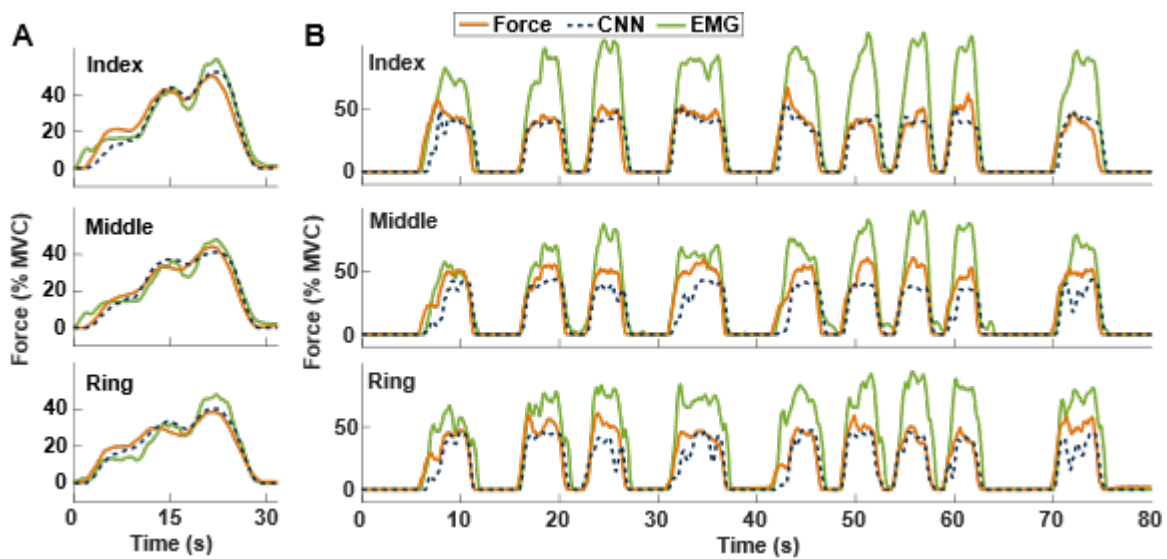 A
B
Force CNN EMG
Index
40
20
0
Middle
40
20
0
Ring
40
20
0
0 15 30
Time (s)
Force (% MVC)
Index
50
0
Middle
50
0
Ring
50
0
0 10 20 30 40 50 60 70 80
Time (s)
Force (% MVC)